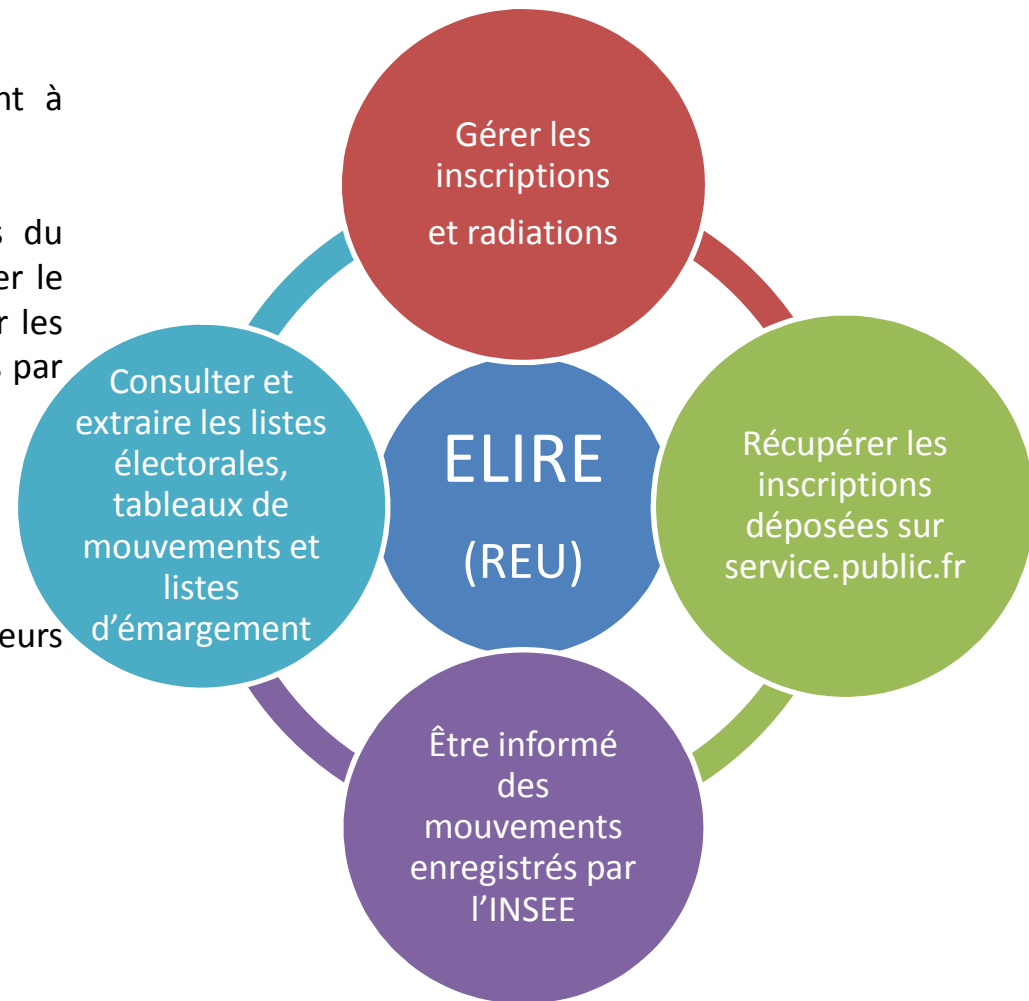 nt à
s du
er le
r les
par
eurs
Gérer les
inscriptions
et radiations
Consulter et
extraire les listes
électorales,
tableaux de
mouvements et
listes
d’émargement
ELIRE
(REU)
Récupérer les
inscriptions
déposées sur
service.public.fr
Être informé
des
mouvements
enregistrés par
l’INSEE